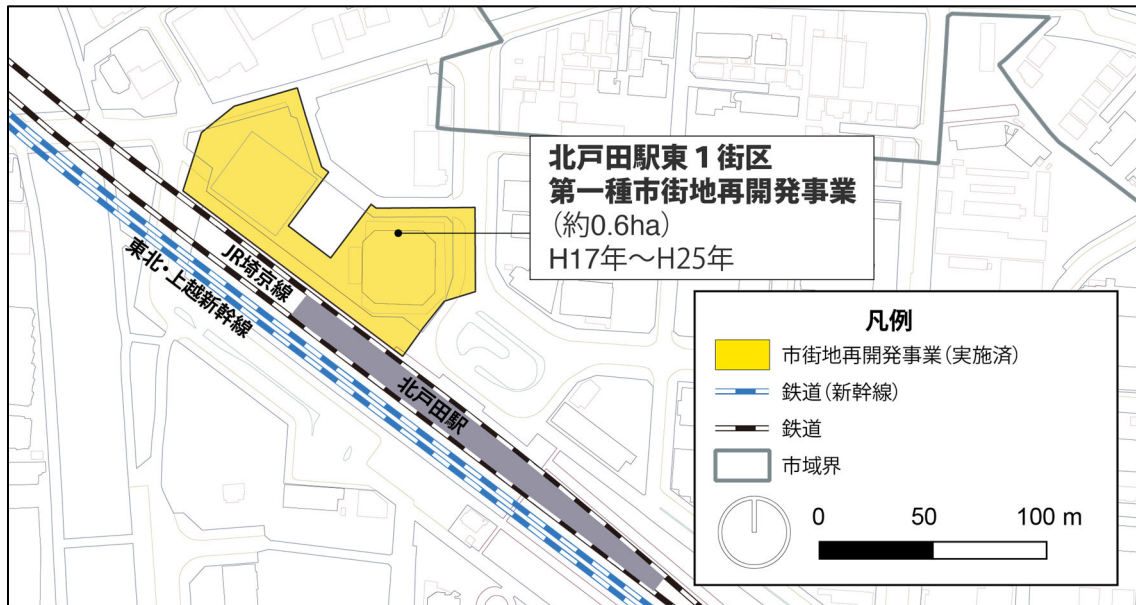 北戸田駅東1街区
第一種市街地再開発事業
(約0.6ha)
H17年～H25年
JR埼京線
東北・上越新幹線
北戸田駅
凡例
市街地再開発事業(実施済)
鉄道(新幹線)
鉄道
市域界
0 50 100 m